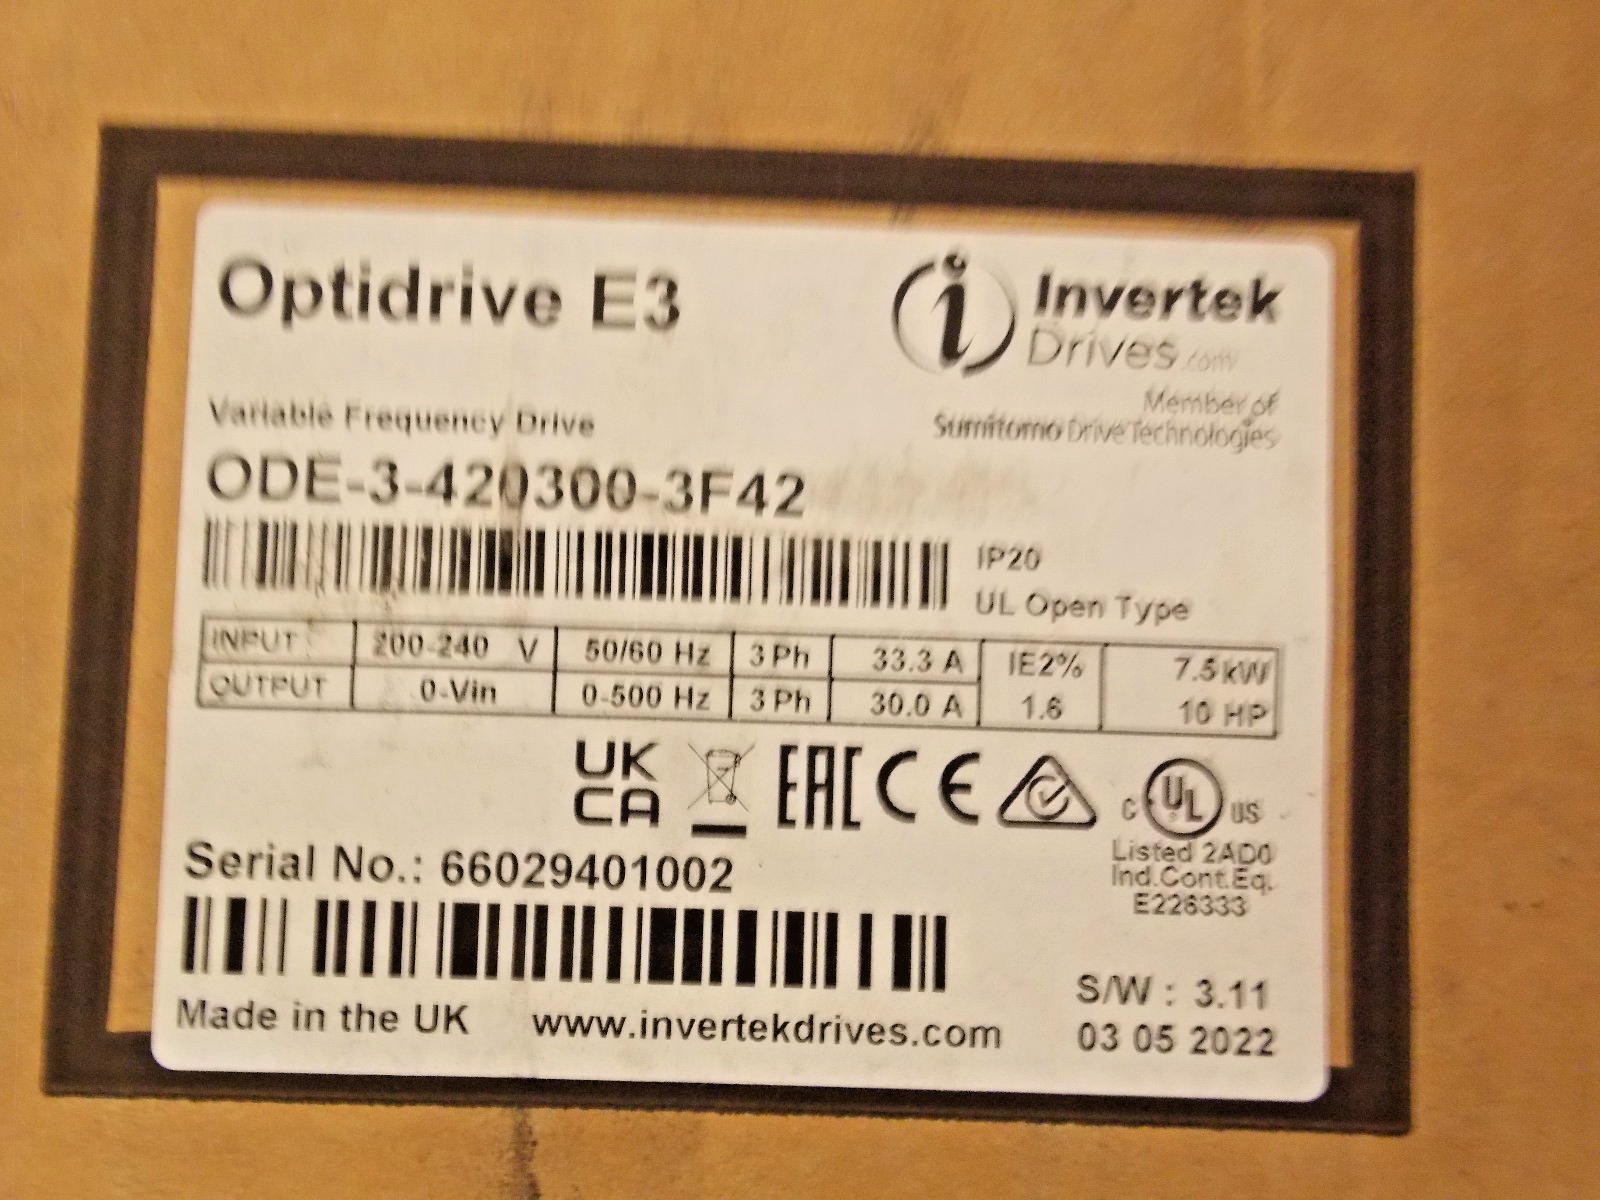 Optidrive E3
Invertek
Drives.com
Member of
Sumitomo Drive Technologies
Variable Frequency Drive
ODE-3-420300-3F42
IP20
UL Open Type
INPUT 200-240 V 50/60 Hz 3 Ph 33.3 A IE2% 7.5kW
OUTPUT 0-Vin 0-500 Hz 3 Ph 30.0 A 1.6 10 HP
UK
CA
EAC CE
C UL US
Listed 2AD0
Ind.Cont.Eq.
E226333
Serial No.: 66029401002
S/W : 3.11
Made in the UK www.invertekdrives.com 03 05 2022